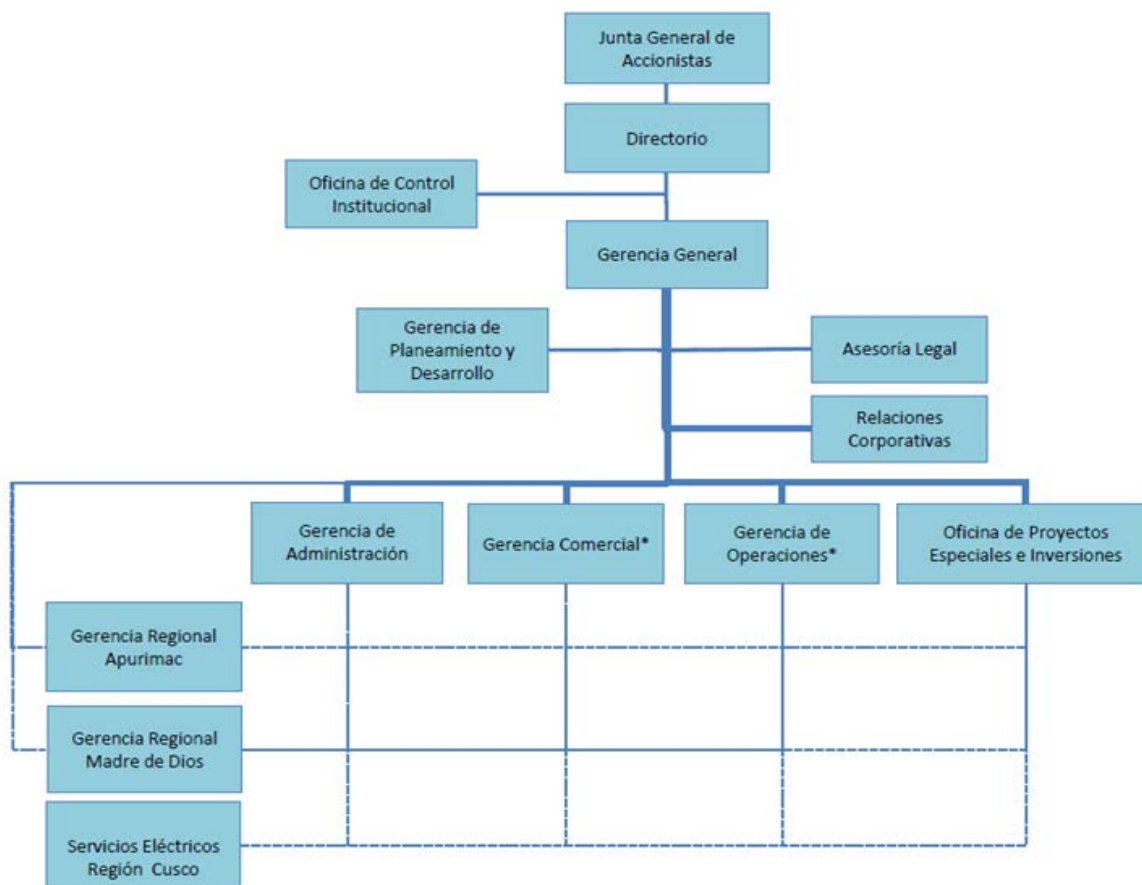 Junta General de
Accionistas
Directorio
Oficina de Control
Institucional
Gerencia General
Gerencia de
Planeamiento y
Desarrollo
Asesoría Legal
Relaciones
Corporativas
Gerencia de
Administración
Gerencia Comercial*
Gerencia de
Operaciones*
Oficina de Proyectos
Especiales e Inversiones
Gerencia Regional
Apurimac
Gerencia Regional
Madre de Dios
Servicios Eléctricos
Región Cusco